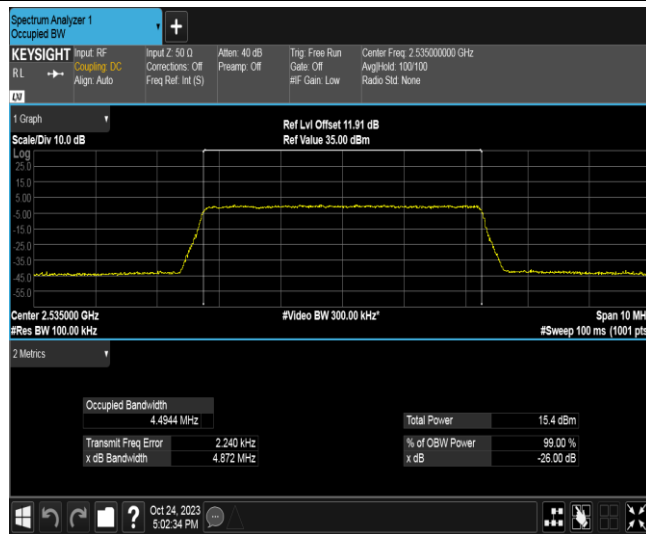 Spectrum Analyzer 1
Occupied BW
+
KEYSIGHT
RL
Input: RF
Coupling: DC
Align: Auto
Input Z: 50 Ω
Corrections: Off
Freq Ref: Int (S)
Atten: 40 dB
Preamp: Off
Trig: Free Run
Gate: Off
#IF Gain: Low
Center Freq: 2.535000000 GHz
Avg|Hold: 100/100
Radio Std: None
LXI
1 Graph
Scale/Div 10.0 dB
Ref Lvl Offset 11.91 dB
Ref Value 35.00 dBm
Log
25.0
15.0
5.00
-5.00
-15.0
-25.0
-35.0
-45.0
-55.0
Center 2.535000 GHz
#Res BW 100.00 kHz
#Video BW 300.00 kHz*
Span 10 MH
#Sweep 100 ms (1001 pts
2 Metrics
Occupied Bandwidth
4.4944 MHz
Transmit Freq Error 2.240 kHz
x dB Bandwidth 4.872 MHz
Total Power 15.4 dBm
% of OBW Power 99.00 %
x dB -26.00 dB
?
Oct 24, 2023
5:02:34 PM